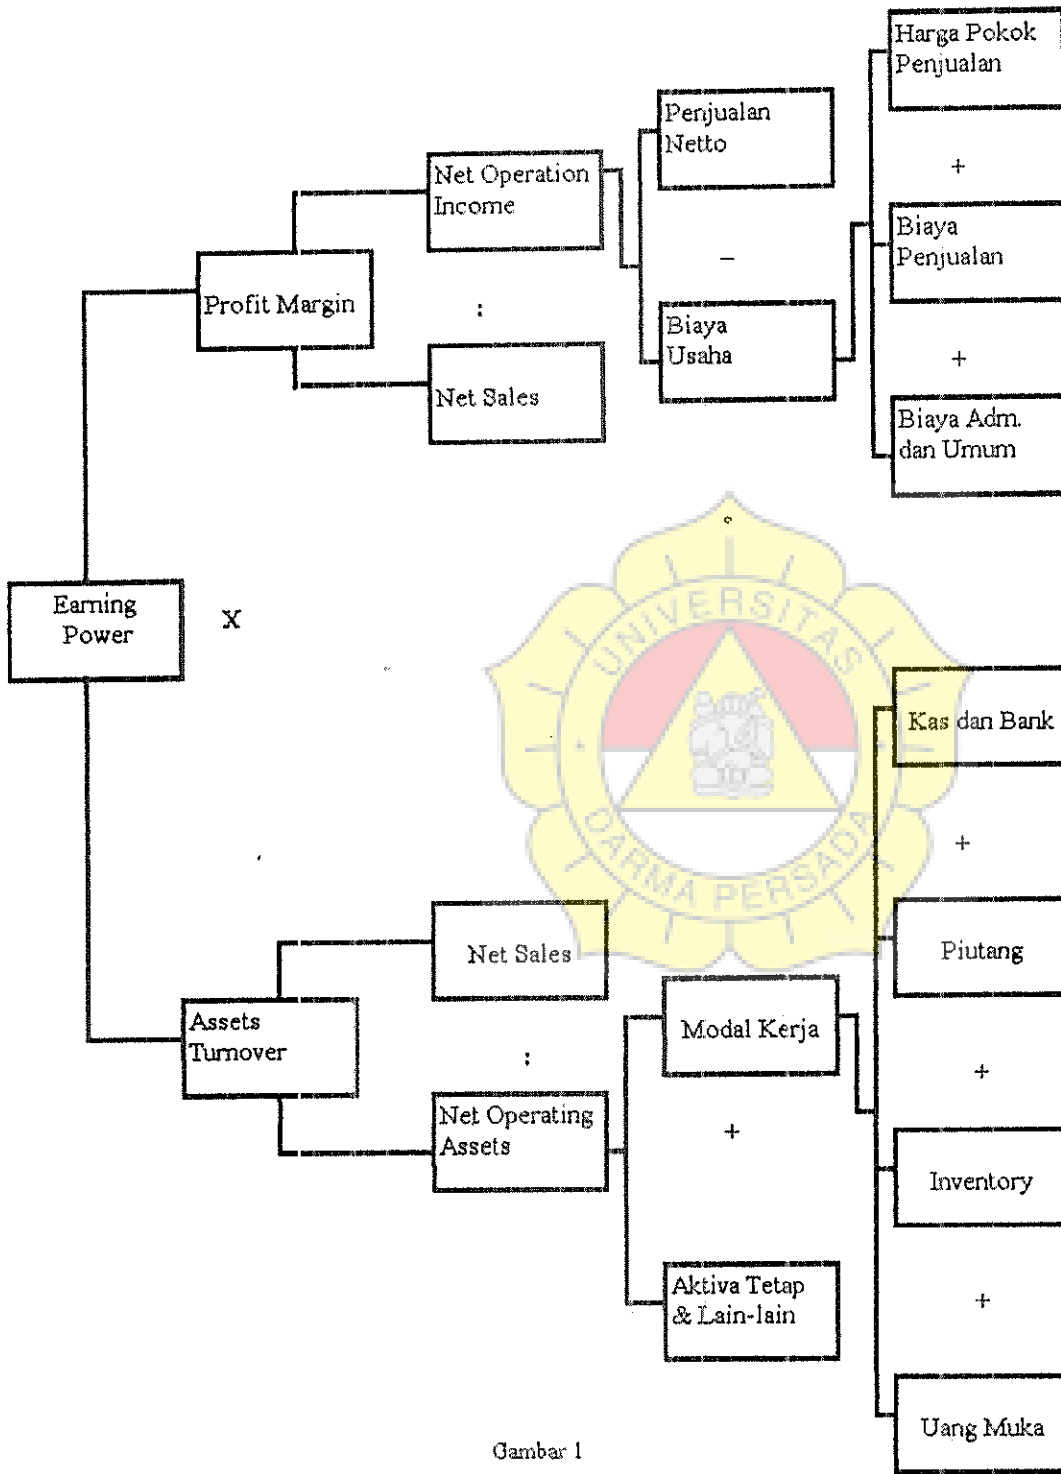 Harga Pokok
Penjualan
+
Biaya
Penjualan
+
Biaya Adm.
dan Umum
Penjualan
Netto
–
Biaya
Usaha
Net Operation
Income
:
Net Sales
Profit Margin
Earning
Power
X
UNIVERSITAS
DARMA PERSADA
Assets
Turnover
Net Sales
:
Net Operating
Assets
Modal Kerja
+
Aktiva Tetap
& Lain-lain
Kas dan Bank
+
Piutang
+
Inventory
+
Uang Muka
Gambar 1